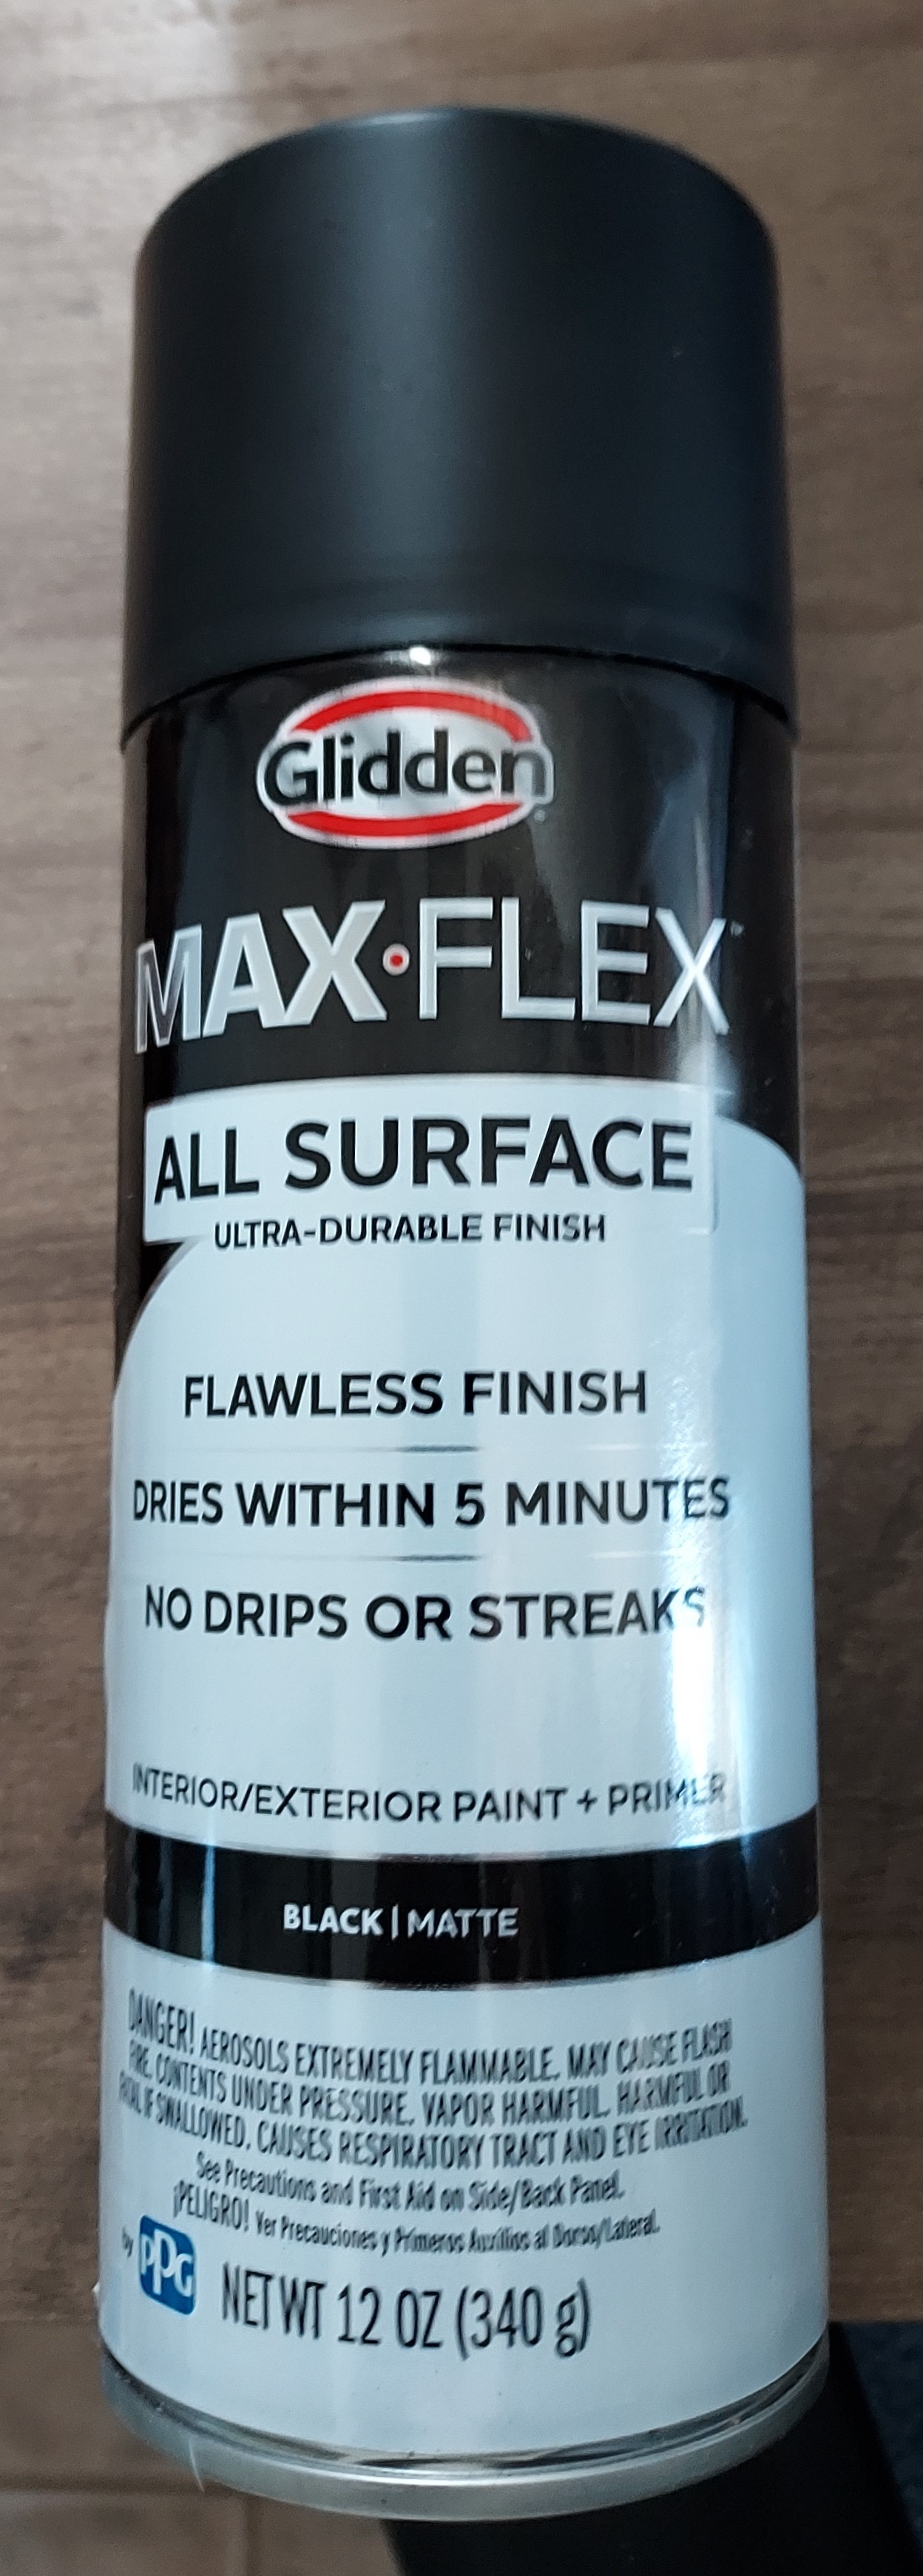 Glidden
MAX•FLEX™
ALL SURFACE
ULTRA-DURABLE FINISH
FLAWLESS FINISH
DRIES WITHIN 5 MINUTES
NO DRIPS OR STREAKS
INTERIOR/EXTERIOR PAINT + PRIMER
BLACK | MATTE
DANGER! AEROSOLS EXTREMELY FLAMMABLE. MAY CAUSE FLASH
FIRE. CONTENTS UNDER PRESSURE. VAPOR HARMFUL. HARMFUL OR
FATAL IF SWALLOWED. CAUSES RESPIRATORY TRACT AND EYE IRRITATION.
See Precautions and First Aid on Side/Back Panel.
¡PELIGRO! Ver Precauciones y Primeros Auxilios al Dorso/Lateral.
by PPG
NET WT 12 OZ (340 g)